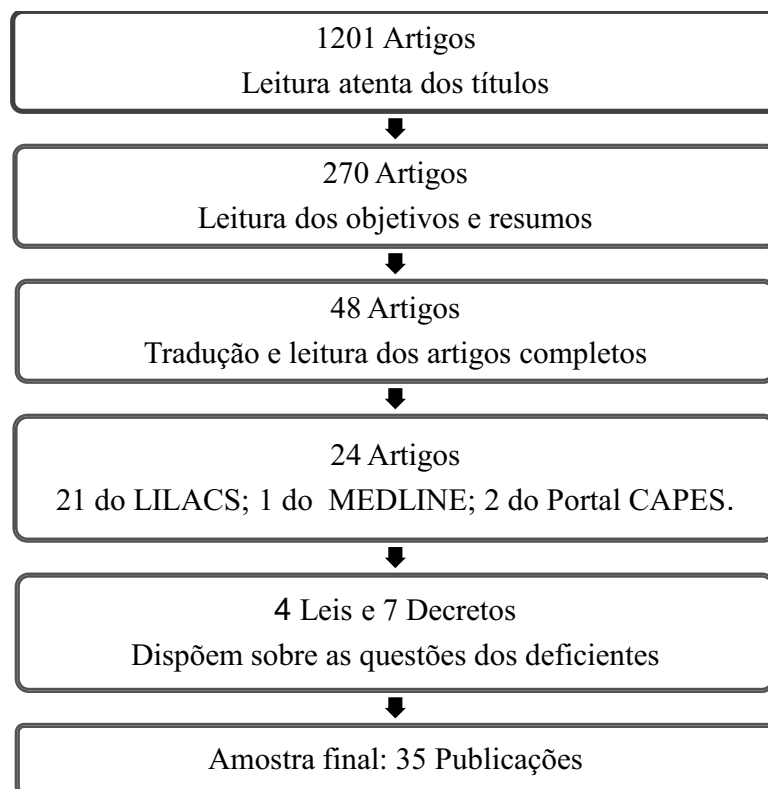 1201 Artigos
Leitura atenta dos títulos
270 Artigos
Leitura dos objetivos e resumos
48 Artigos
Tradução e leitura dos artigos completos
24 Artigos
21 do LILACS; 1 do MEDLINE; 2 do Portal CAPES.
4 Leis e 7 Decretos
Dispõem sobre as questões dos deficientes
Amostra final: 35 Publicações